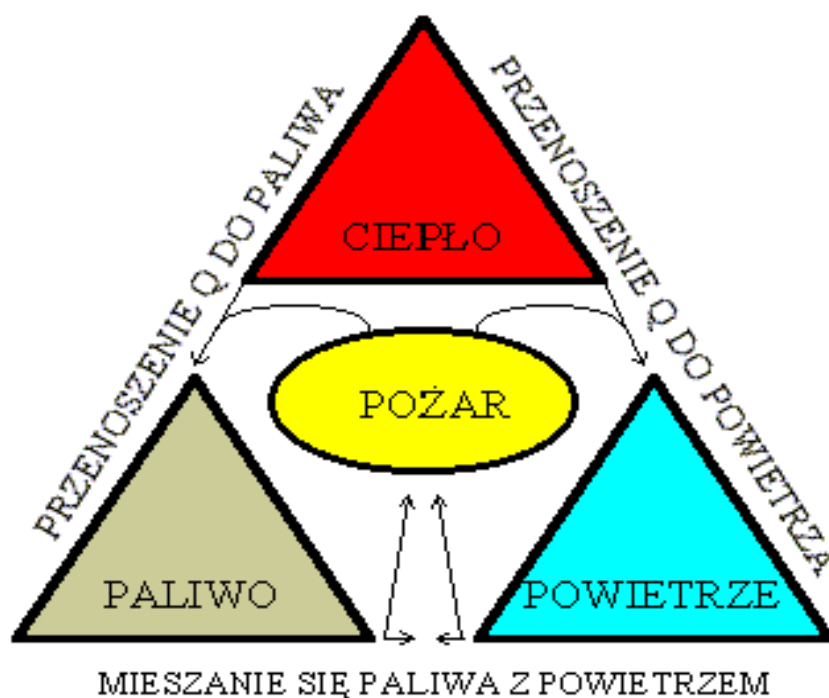 PRZENOSZENIE Q DO PALIWA
PRZENOSZENIE Q DO POWIETRZA
CIEPŁO
POŻAR
PALIWO
POWIETRZE
MIESZANIE SIĘ PALIWA Z POWIETRZEM